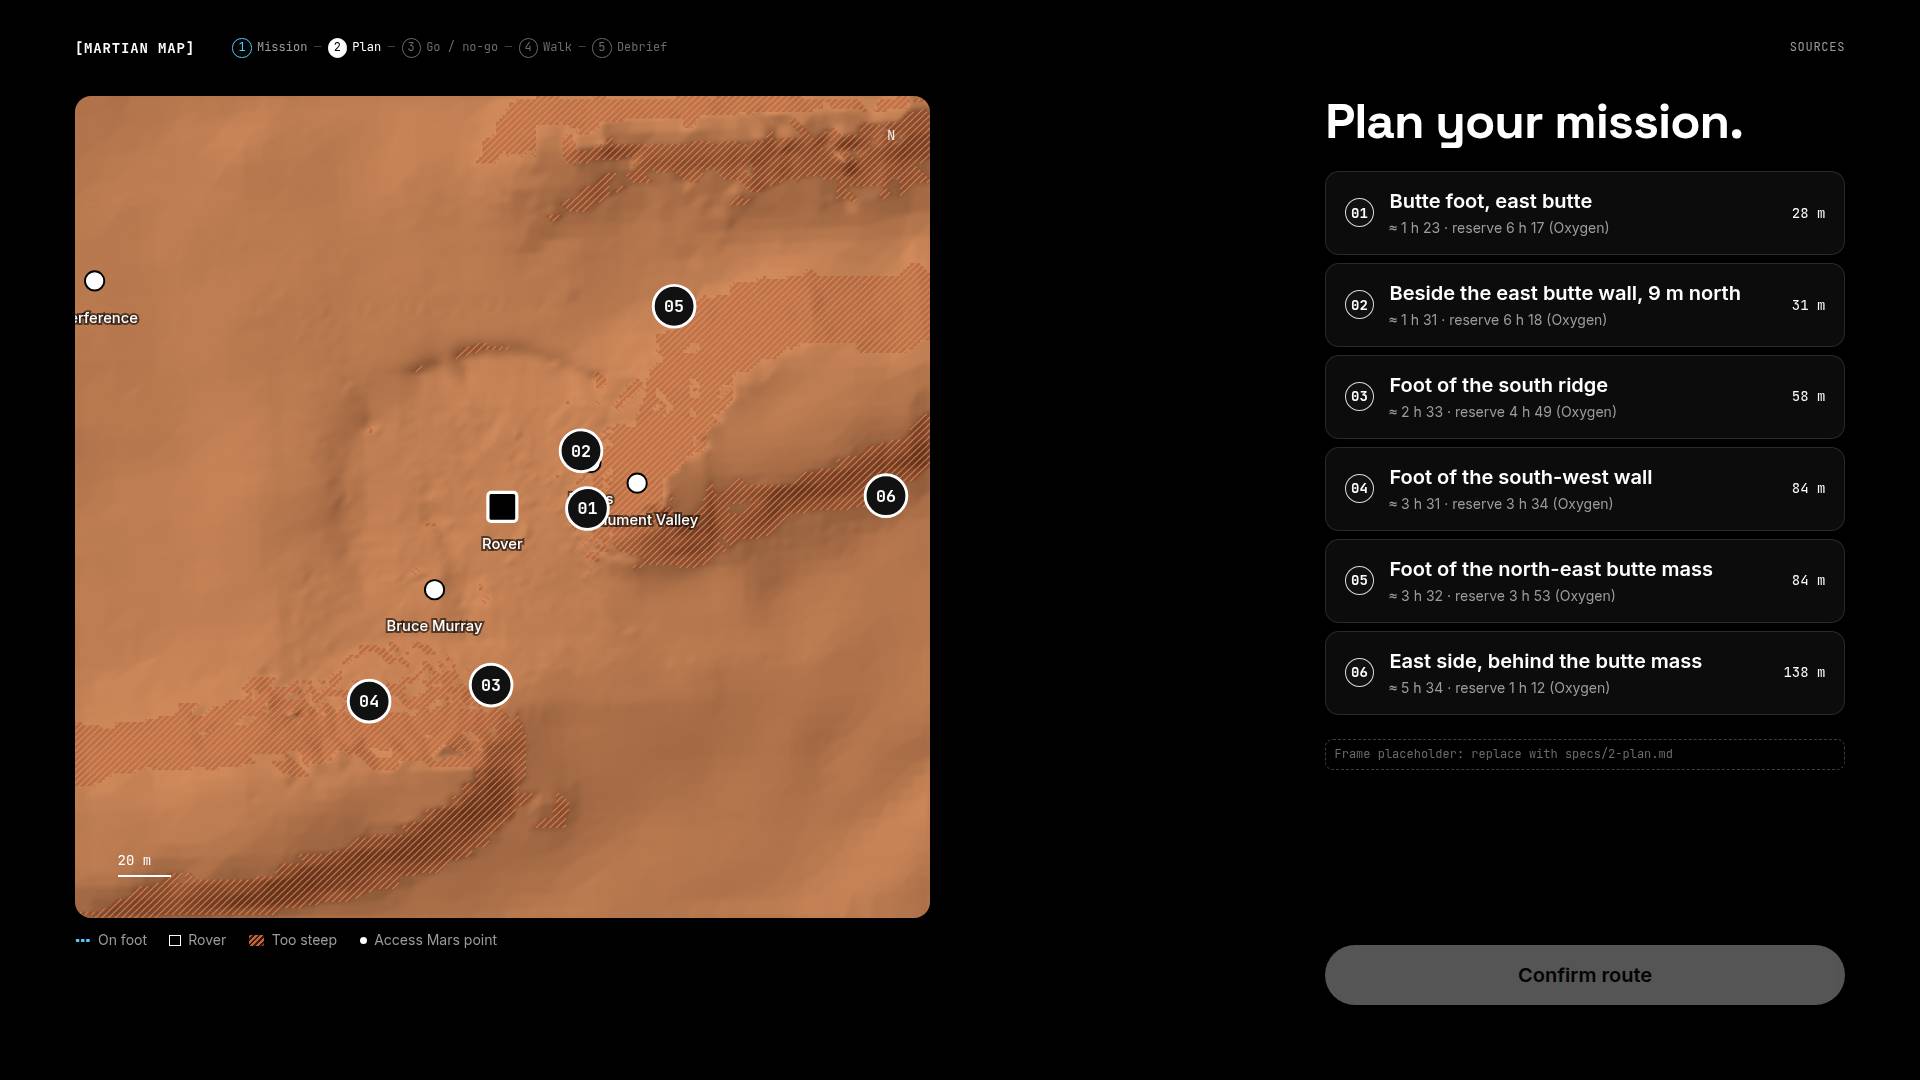 [MARTIAN MAP]
1 Mission — 2 Plan — 3 Go / no-go — 4 Walk — 5 Debrief
SOURCES
N
erference
05
02
01
06
nument Valley
Rover
Bruce Murray
03
04
20 m
On foot
Rover
Too steep
Access Mars point
Plan your mission.
01 Butte foot, east butte 28 m
≈ 1 h 23 · reserve 6 h 17 (Oxygen)
02 Beside the east butte wall, 9 m north 31 m
≈ 1 h 31 · reserve 6 h 18 (Oxygen)
03 Foot of the south ridge 58 m
≈ 2 h 33 · reserve 4 h 49 (Oxygen)
04 Foot of the south-west wall 84 m
≈ 3 h 31 · reserve 3 h 34 (Oxygen)
05 Foot of the north-east butte mass 84 m
≈ 3 h 32 · reserve 3 h 53 (Oxygen)
06 East side, behind the butte mass 138 m
≈ 5 h 34 · reserve 1 h 12 (Oxygen)
Frame placeholder: replace with specs/2-plan.md
Confirm route